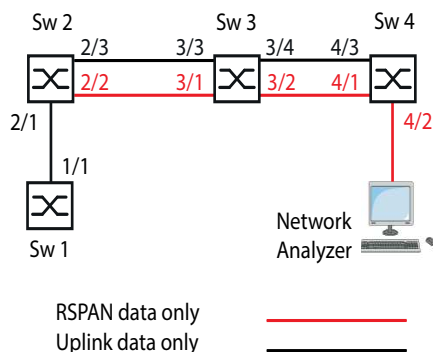 Sw 2
Sw 3
Sw 4
2/3
3/3
3/4
4/3
2/2
3/1
3/2
4/1
2/1
4/2
1/1
Sw 1
Network
Analyzer
RSPAN data only
Uplink data only